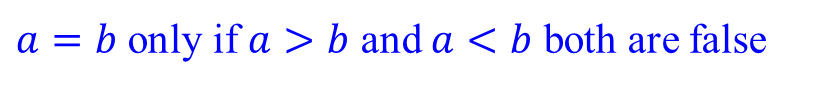 a = b only if a > b and a < b both are false